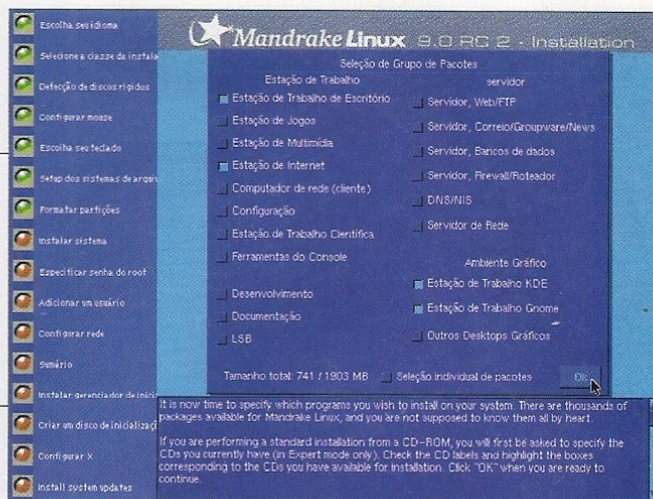 Escolha seu idioma
Selecione a classe da instala
Detecção de discos rígidos
Configurar mouse
Escolha seu teclado
Setup dos sistemas de arquiv
Formatar partições
Instalar sistema
Especificar senha do root
Adicionar um usuário
Configurar rede
Sumário
Instalar gerenciador de iníci
Criar um disco de inicializaçã
Configurar X
Install system updates
Mandrake Linux 9.0 RC 2 - Installation
Seleção de Grupo de Pacotes
Estação de Trabalho
Estação de Trabalho de Escritório
Estação de Jogos
Estação de Multimídia
Estação de Internet
Computador de rede (cliente)
Configuração
Estação de Trabalho Científica
Ferramentas do Console
Desenvolvimento
Documentação
LSB
servidor
Servidor, Web/FTP
Servidor, Correio/Groupware/News
Servidor, Bancos de dados
Servidor, Firewall/Roteador
DNS/NIS
Servidor de Rede
Ambiente Gráfico
Estação de Trabalho KDE
Estação de Trabalho Gnome
Outros Desktops Gráficos
Tamanho total: 741 / 1903 MB
Seleção individual de pacotes
Ok
It is now time to specify which programs you wish to install on your system. There are thousands of
packages available for Mandrake Linux, and you are not supposed to know them all by heart.
If you are performing a standard installation from a CD-ROM, you will first be asked to specify the
CDs you currently have (in Expert mode only). Check the CD labels and highlight the boxes
corresponding to the CDs you have available for installation. Click "OK" when you are ready to
continue.